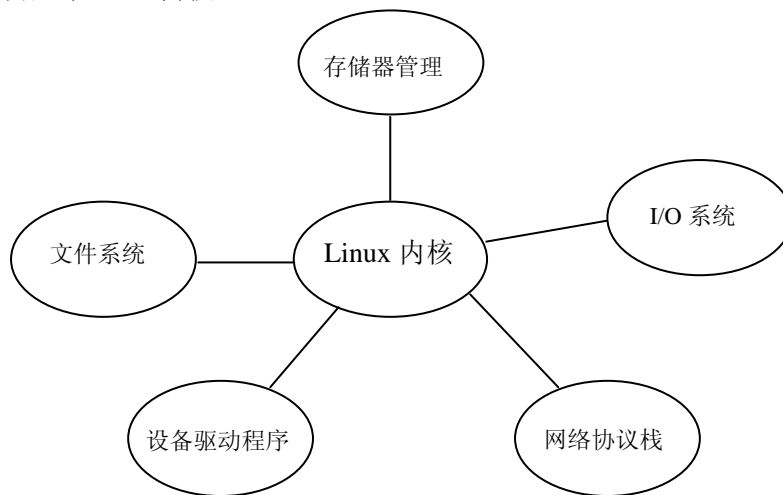 存储器管理
I/O 系统
文件系统
Linux 内核
设备驱动程序
网络协议栈